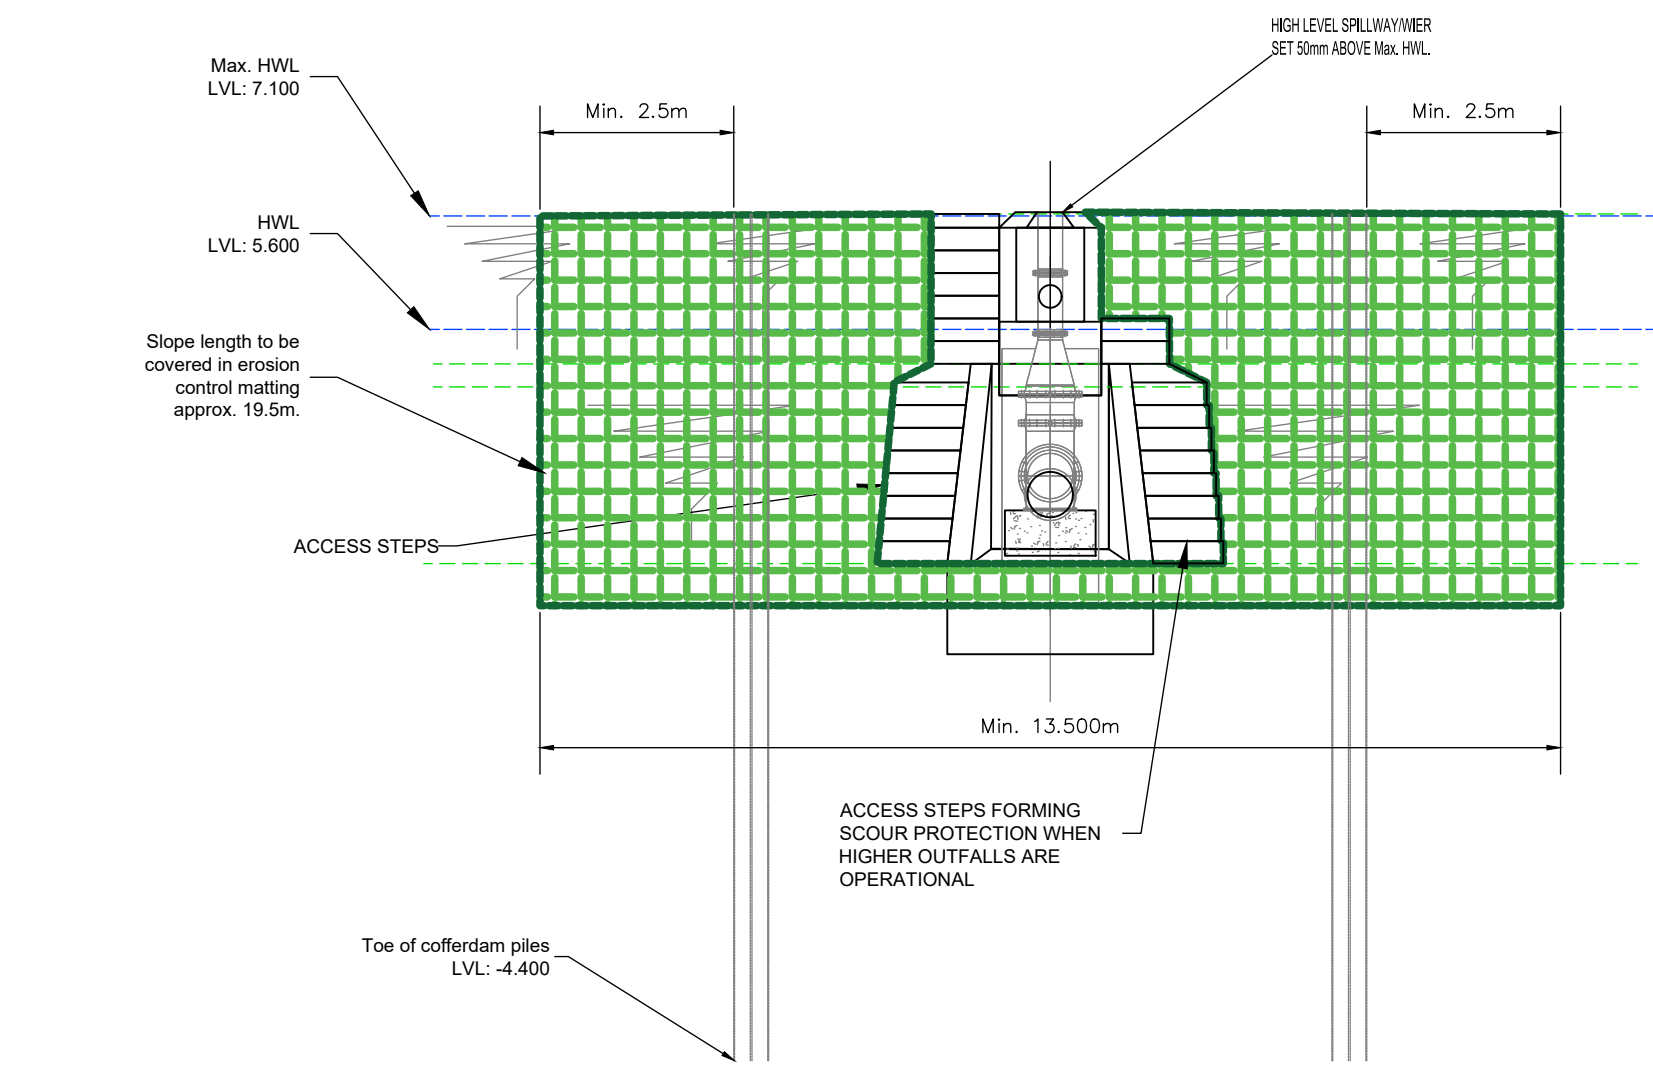 HIGH LEVEL SPILLWAY/WIER
SET 50mm ABOVE Max. HWL.
Max. HWL
LVL: 7.100
Min. 2.5m
Min. 2.5m
HWL
LVL: 5.600
Slope length to be
covered in erosion
control matting
approx. 19.5m.
ACCESS STEPS
Min. 13.500m
ACCESS STEPS FORMING
SCOUR PROTECTION WHEN
HIGHER OUTFALLS ARE
OPERATIONAL
Toe of cofferdam piles
LVL: -4.400